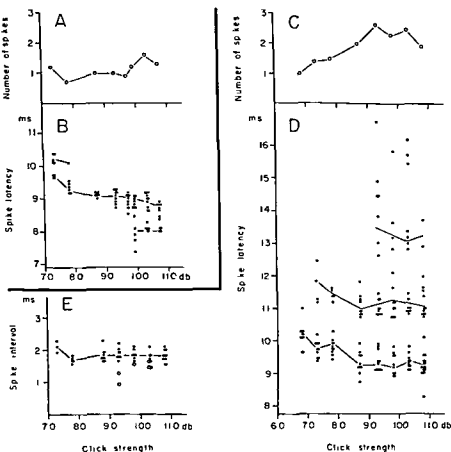 A
Number of spikes
3
2
1
0
B
ms
Spike latency
11
10
9
8
7
70
80
90
100
110 db
E
ms
Spike interval
3
2
1
70
80
90
100
110 db
Click strength
C
Number of spikes
3
2
1
0
D
ms
Spike latency
16
15
14
13
12
11
10
9
8
60
70
80
90
100
110 db
Click strength